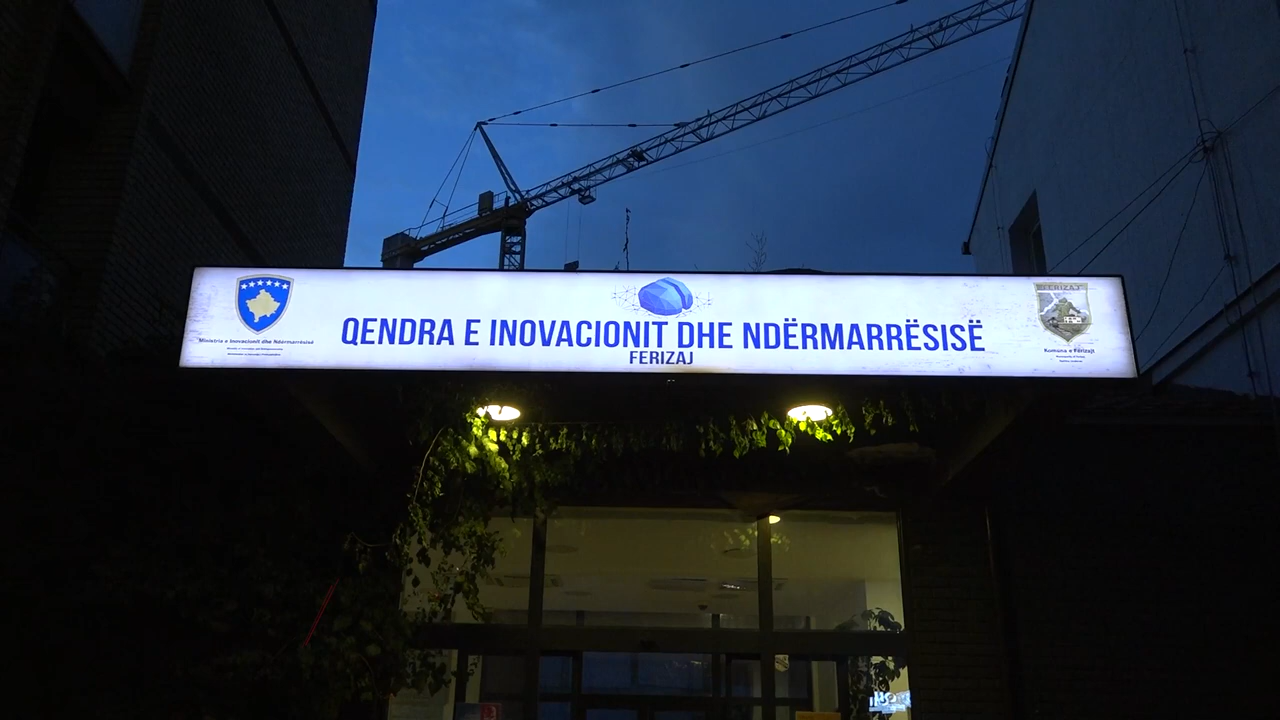 QENDRA E INOVACIONIT DHE NDËRMARRËSISË
FERIZAJ
Ministria e Inovacionit dhe Ndërmarrësisë
FERIZAJ
Komuna e Ferizajt